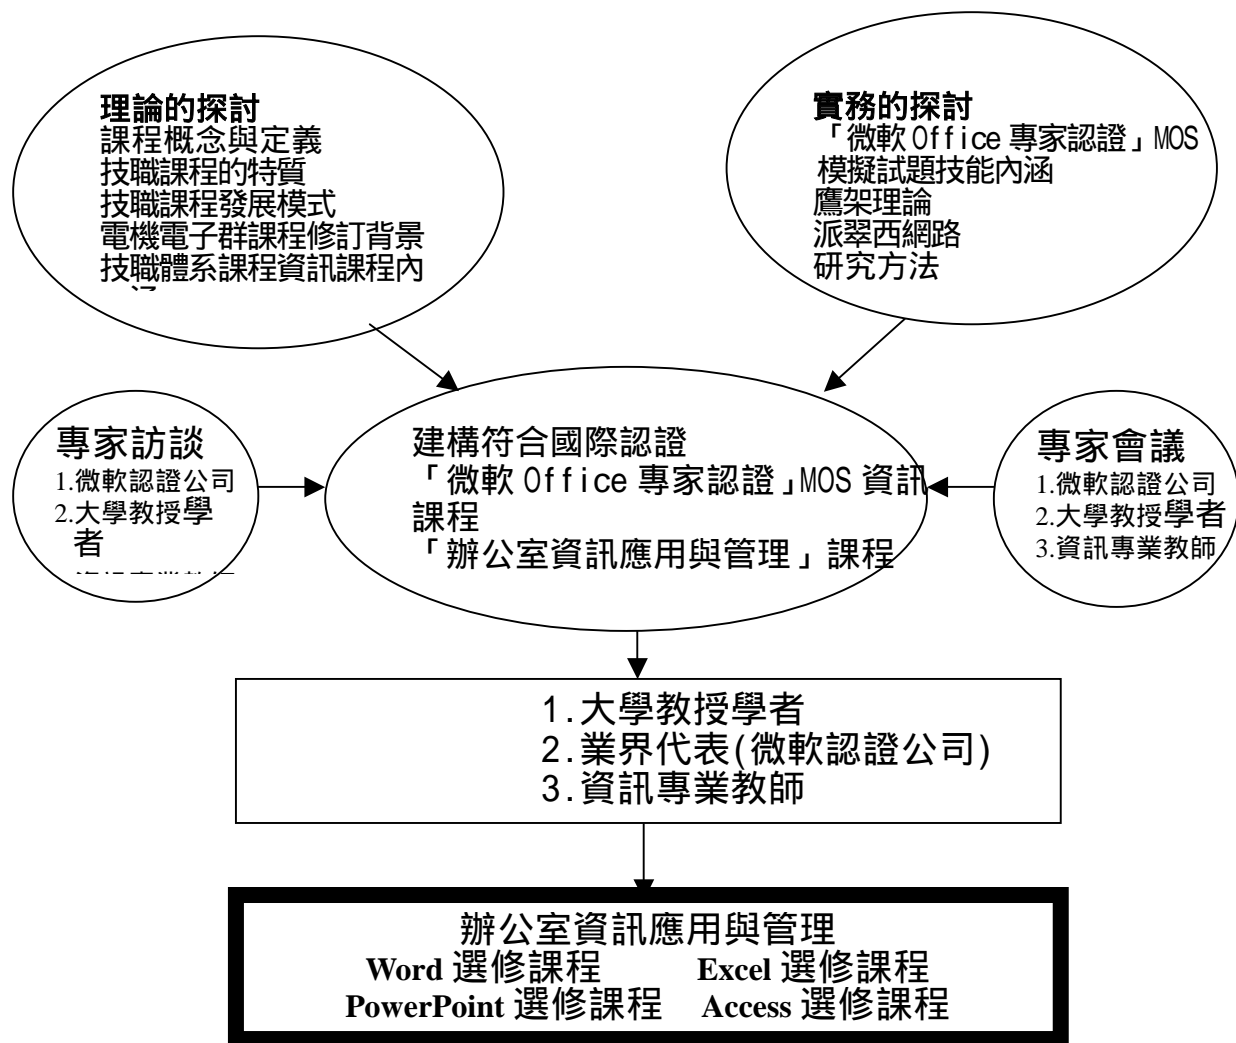 理論的探討
課程概念與定義
技職課程的特質
技職課程發展模式
電機電子群課程修訂背景
技職體系課程資訊課程內
實務的探討
「微軟 Office 專家認證」MOS
模擬試題技能內涵
鷹架理論
派翠西網路
研究方法
專家訪談
1.微軟認證公司
2.大學教授學
者
建構符合國際認證
「微軟 Office 專家認證」MOS 資訊
課程
「辦公室資訊應用與管理」課程
專家會議
1.微軟認證公司
2.大學教授學者
3.資訊專業教師
1.大學教授學者
2.業界代表(微軟認證公司)
3.資訊專業教師
辦公室資訊應用與管理
Word 選修課程 Excel 選修課程
PowerPoint 選修課程 Access 選修課程